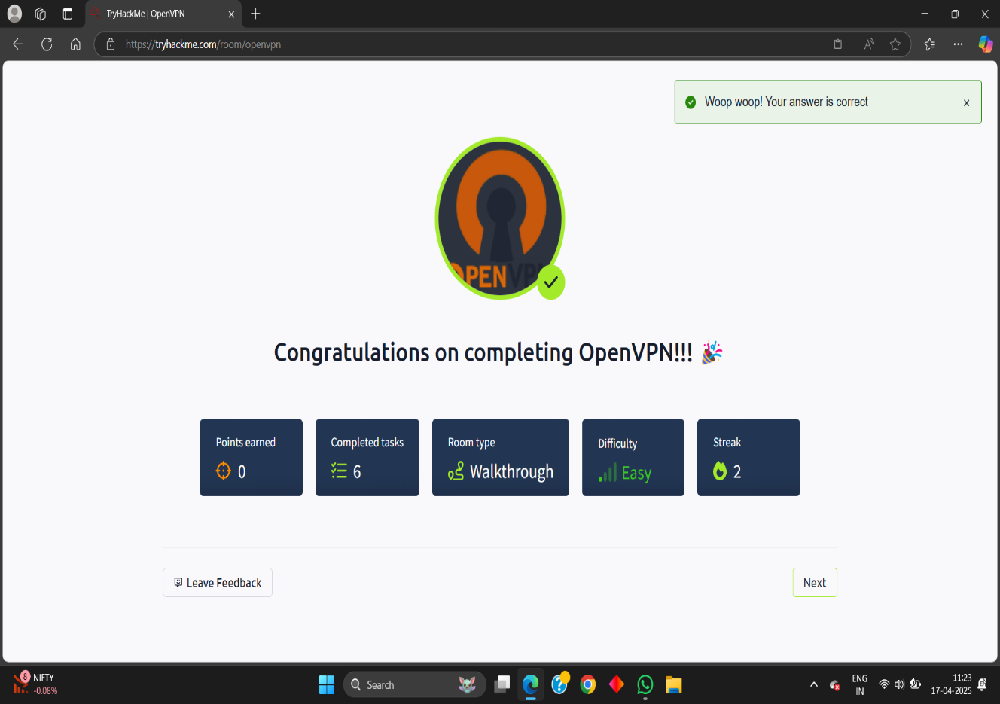 TryHackMe | OpenVPN
https://tryhackme.com/room/openvpn
Woop woop! Your answer is correct
OPENVPN
Congratulations on completing OpenVPN!!! 🎉
Points earned
0
Completed tasks
6
Room type
Walkthrough
Difficulty
Easy
Streak
2
Leave Feedback
Next
8
NIFTY
-0.08%
Search
ENG
IN
11:23
17-04-2025